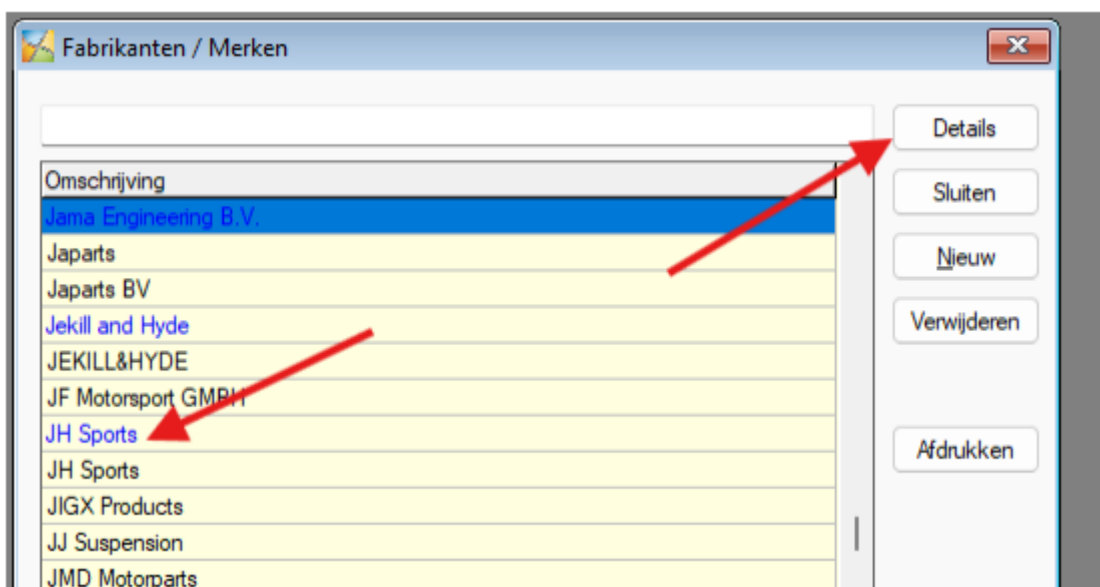 Fabrikanten / Merken
Details
Omschrijving
Sluiten
Jama Engineering B.V.
Japarts
Nieuw
Japarts BV
Jekill and Hyde
Verwijderen
JEKILL&HYDE
JF Motorsport GMBH
JH Sports
Afdrukken
JH Sports
JIGX Products
JJ Suspension
JMD Motorparts